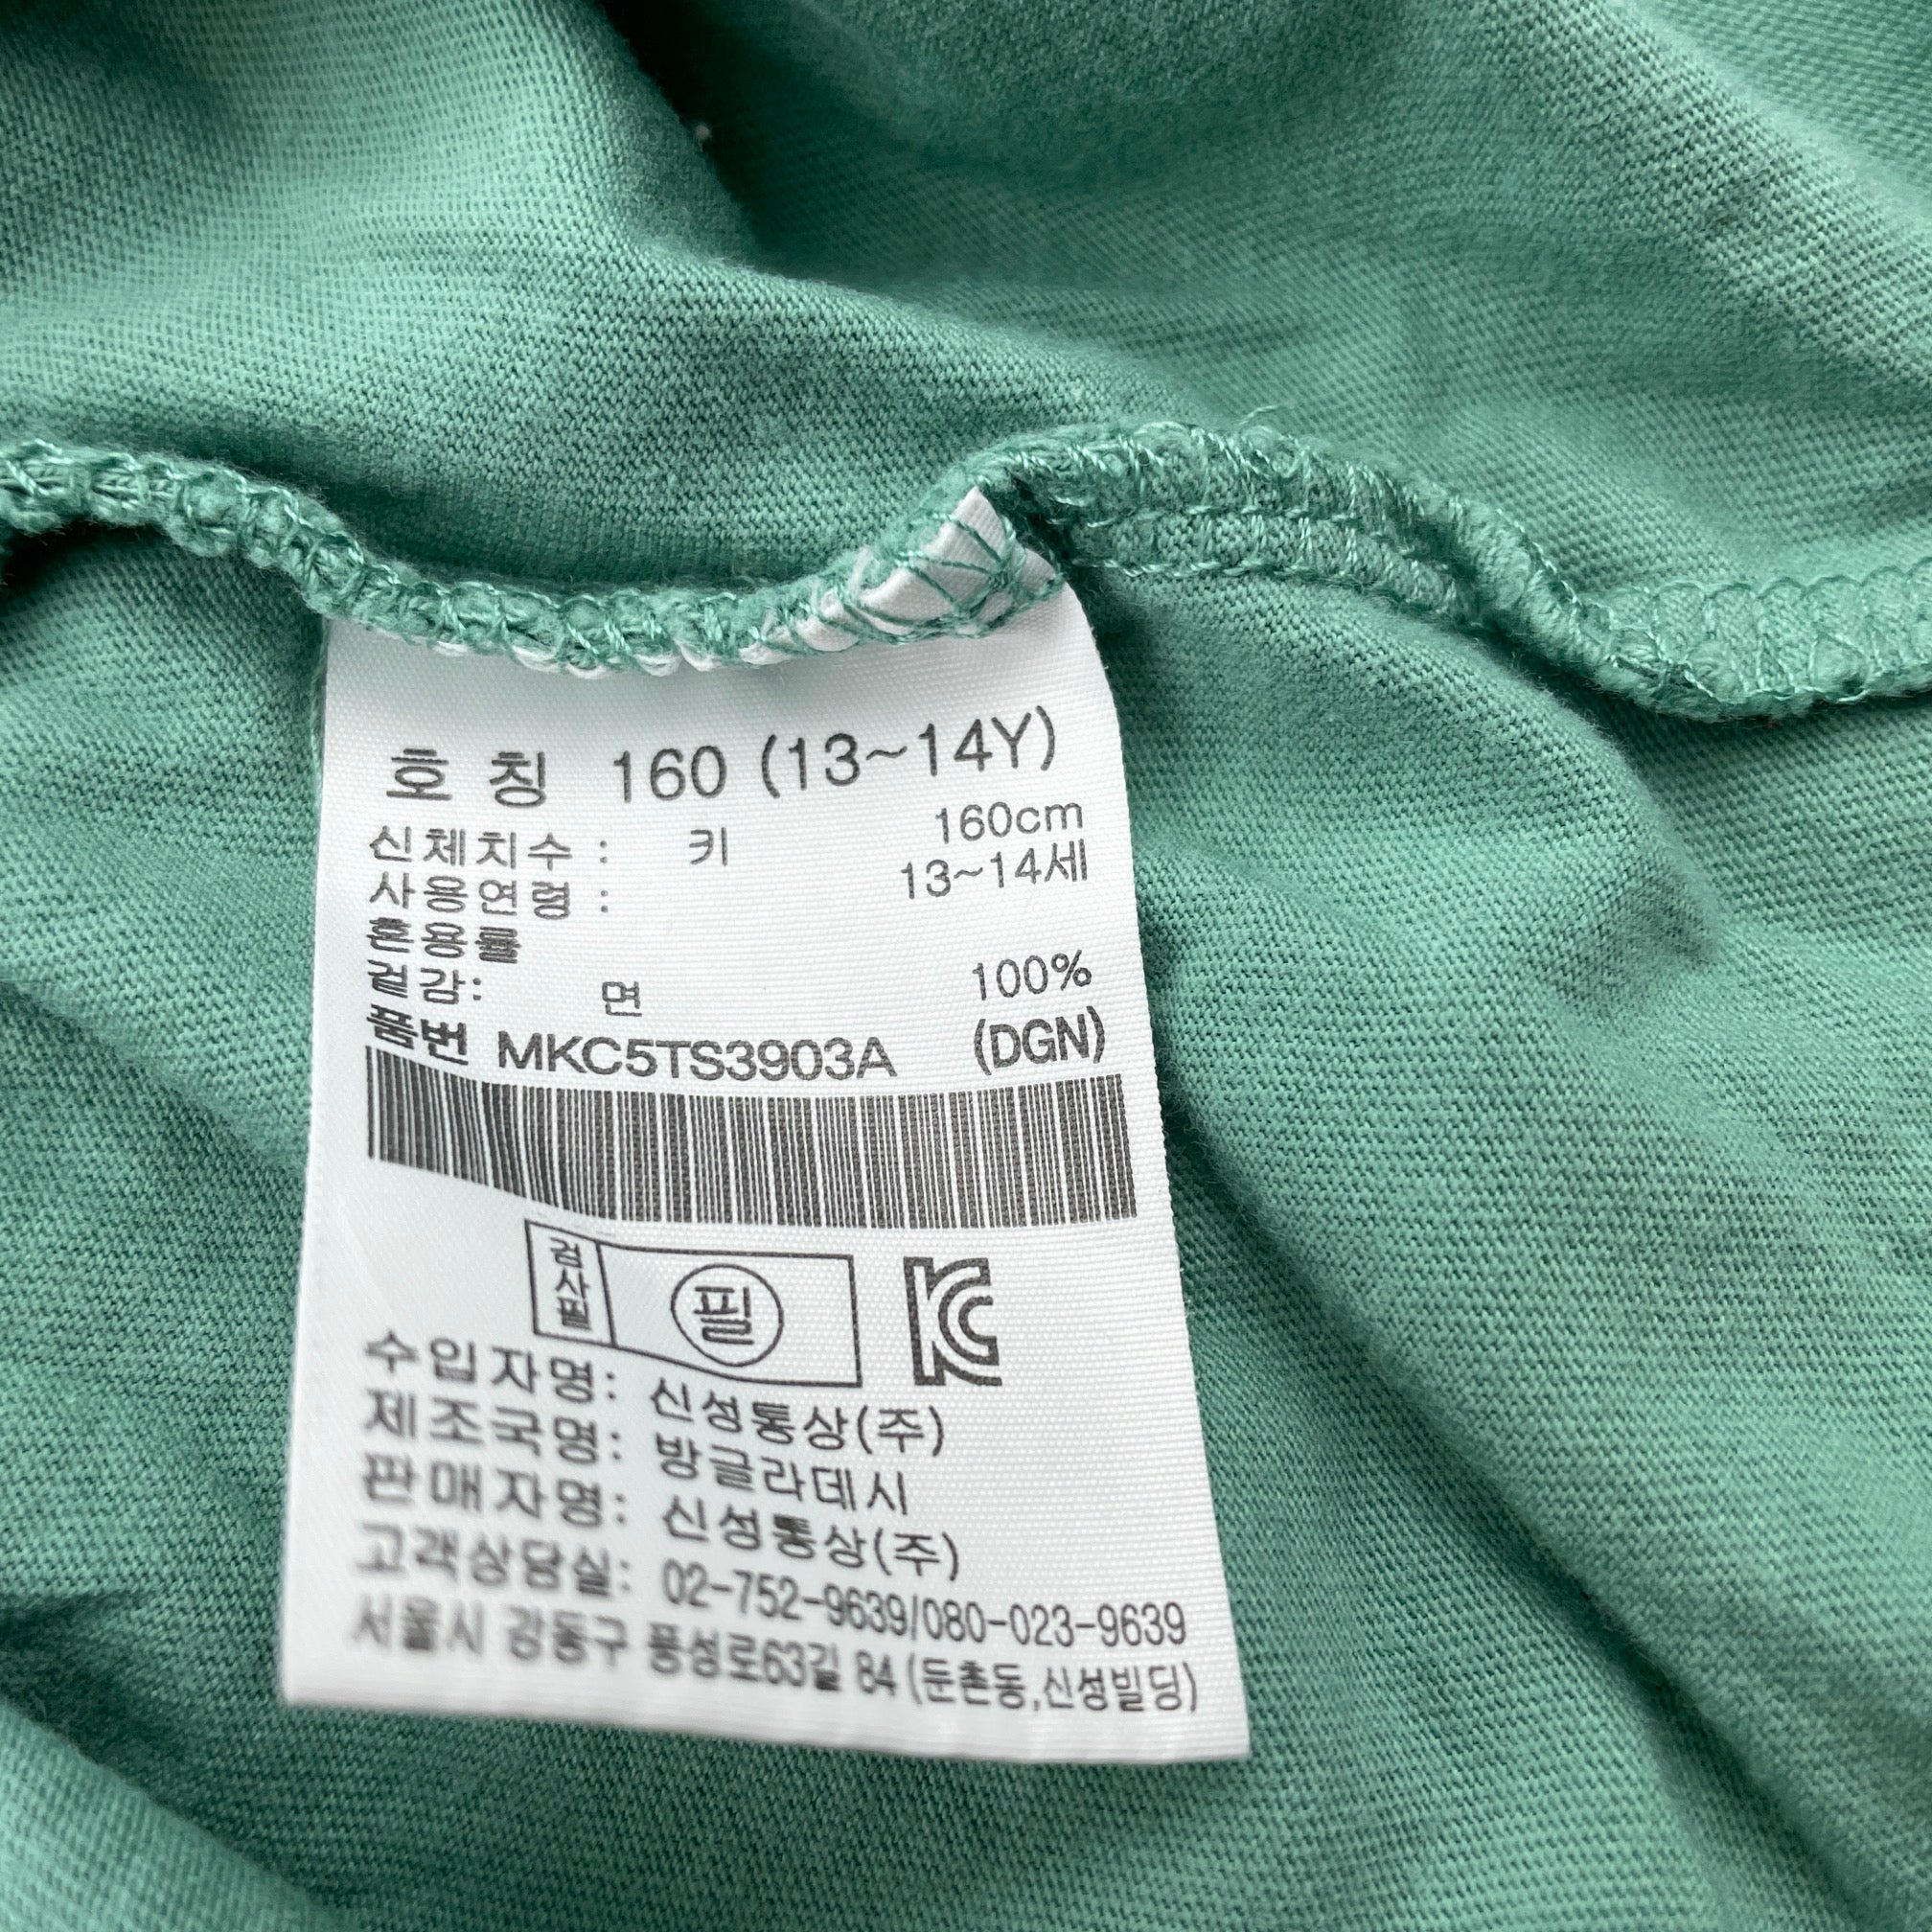 호 칭 160 (13~14Y)
신체치수 : 키 160cm
사용연령 : 13~14세
혼용률
겉감: 면 100%
품번 MKC5TS3903A (DGN)
검사필 필
KC
수입자명: 신성통상(주)
제조국명: 방글라데시
판매자명: 신성통상(주)
고객상담실: 02-752-9639/080-023-9639
서울시 강동구 풍성로63길 84 (둔촌동,신성빌딩)